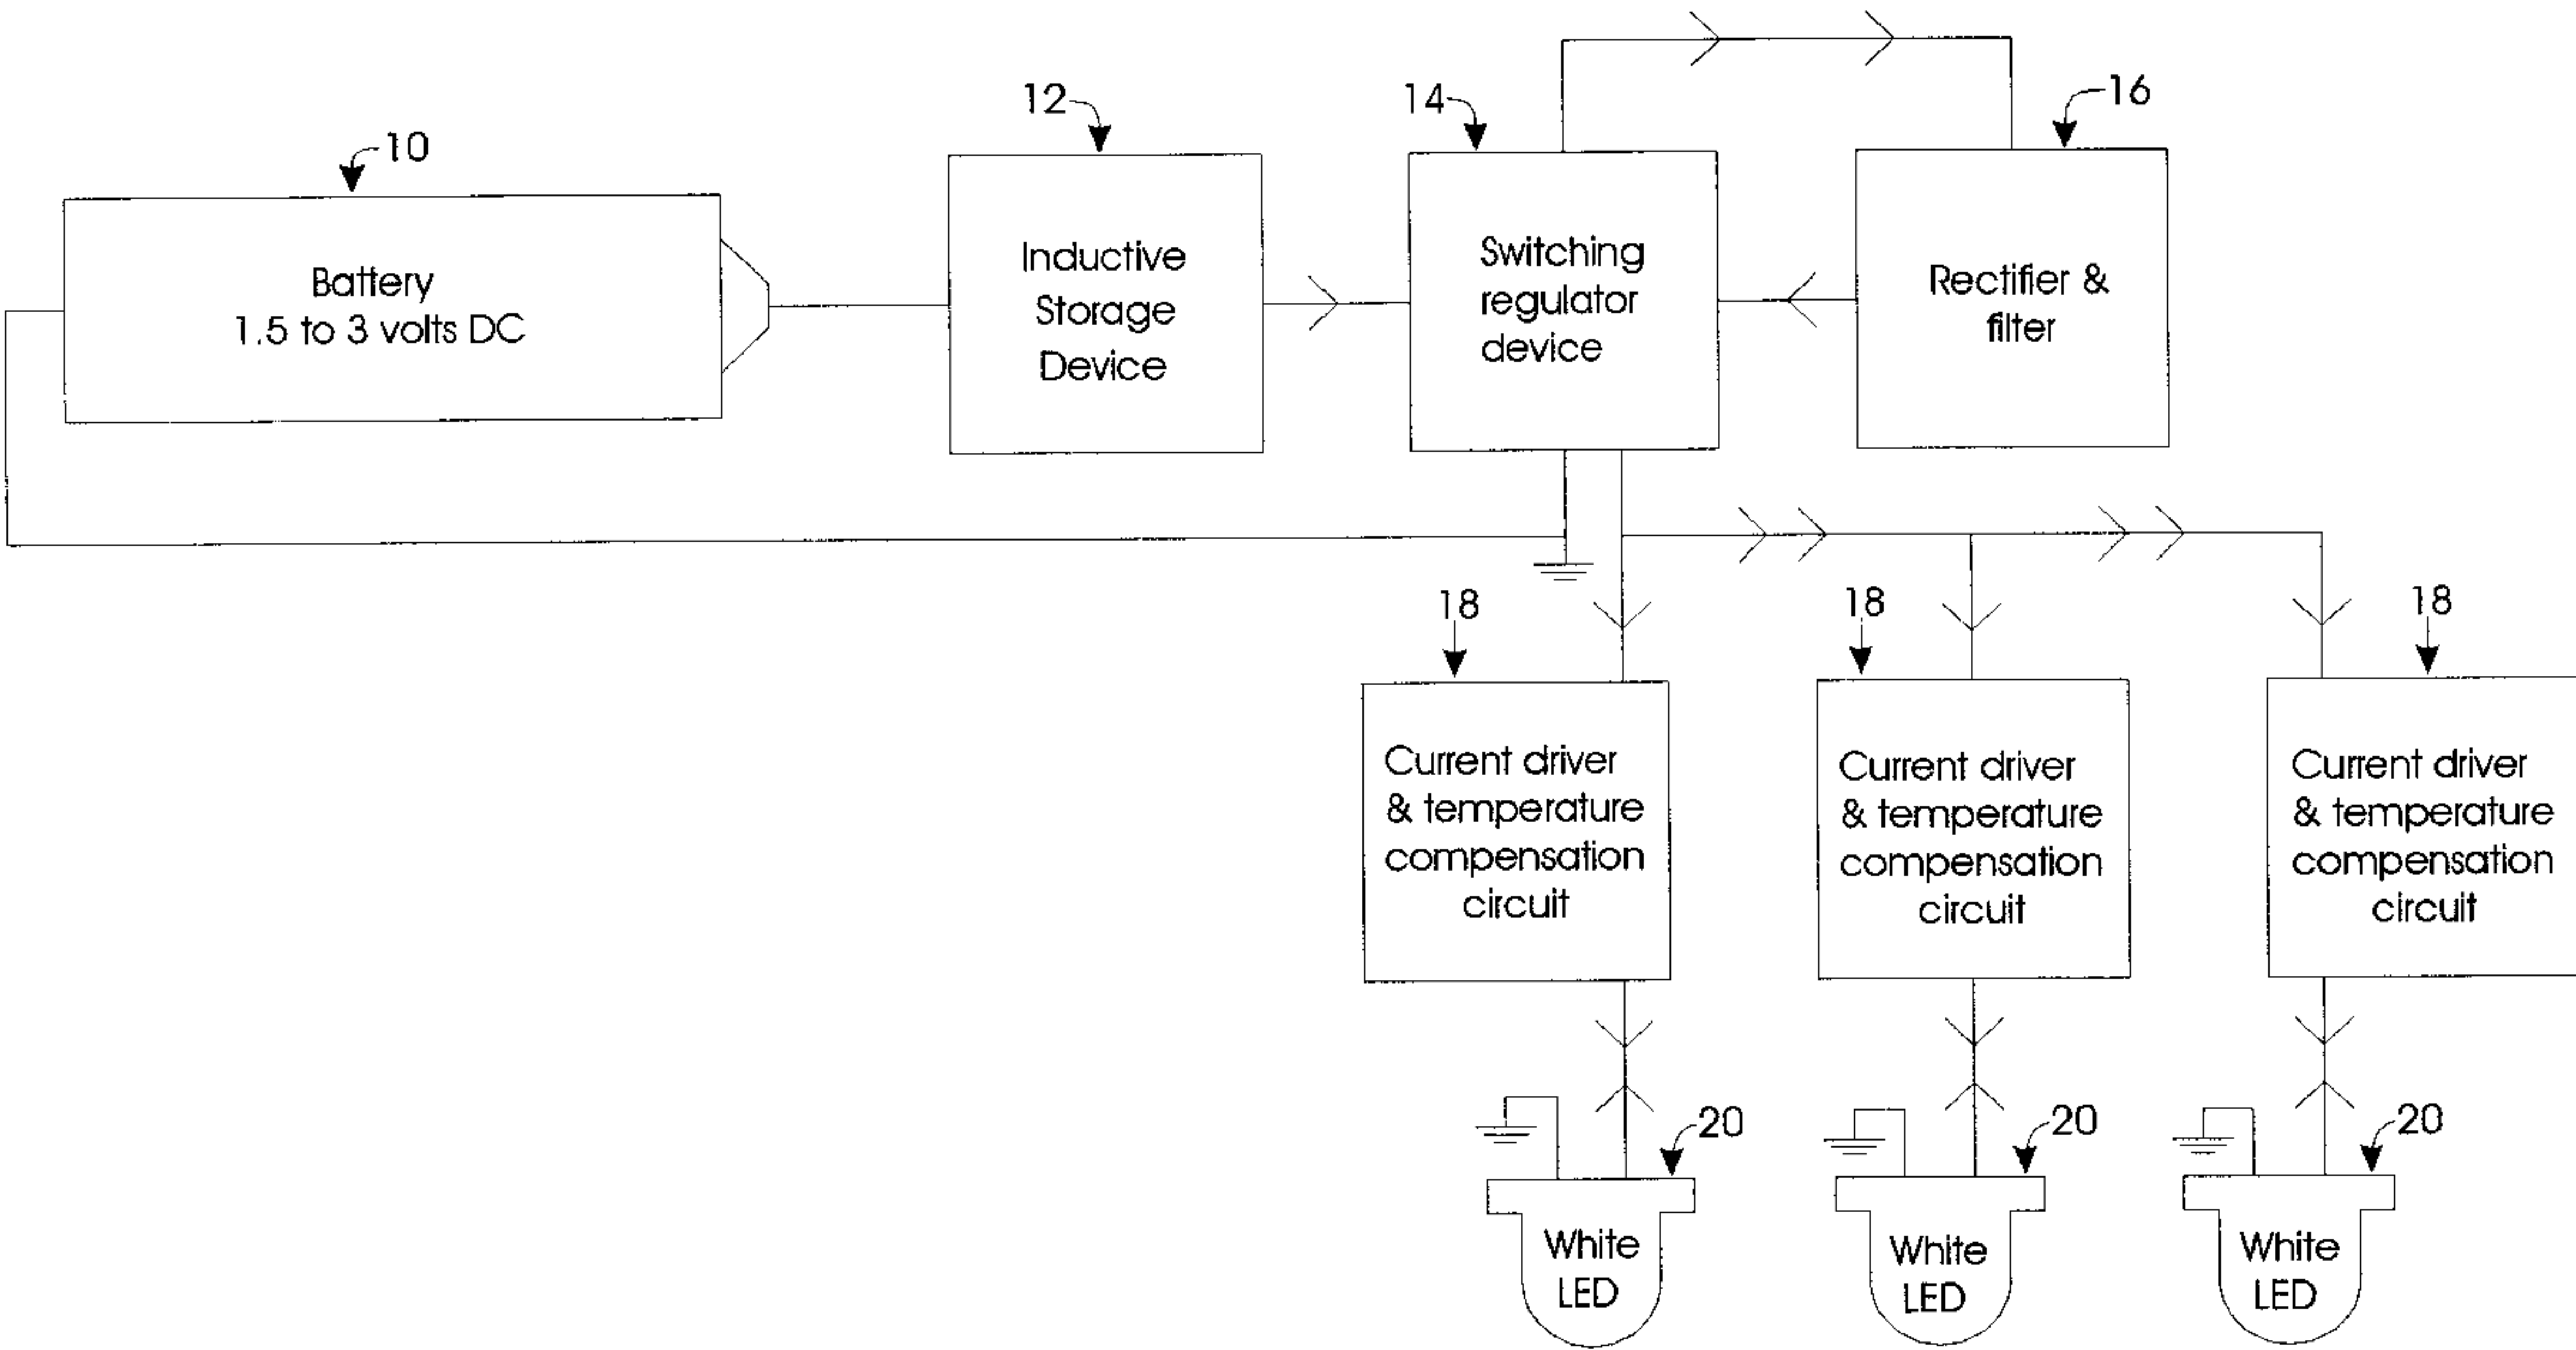 10
12
14
16
Battery
1.5 to 3 volts DC
Inductive
Storage
Device
Switching
regulator
device
Rectifier &
filter
18
18
18
Current driver
& temperature
compensation
circuit
Current driver
& temperature
compensation
circuit
Current driver
& temperature
compensation
circuit
20
20
20
White
LED
White
LED
White
LED